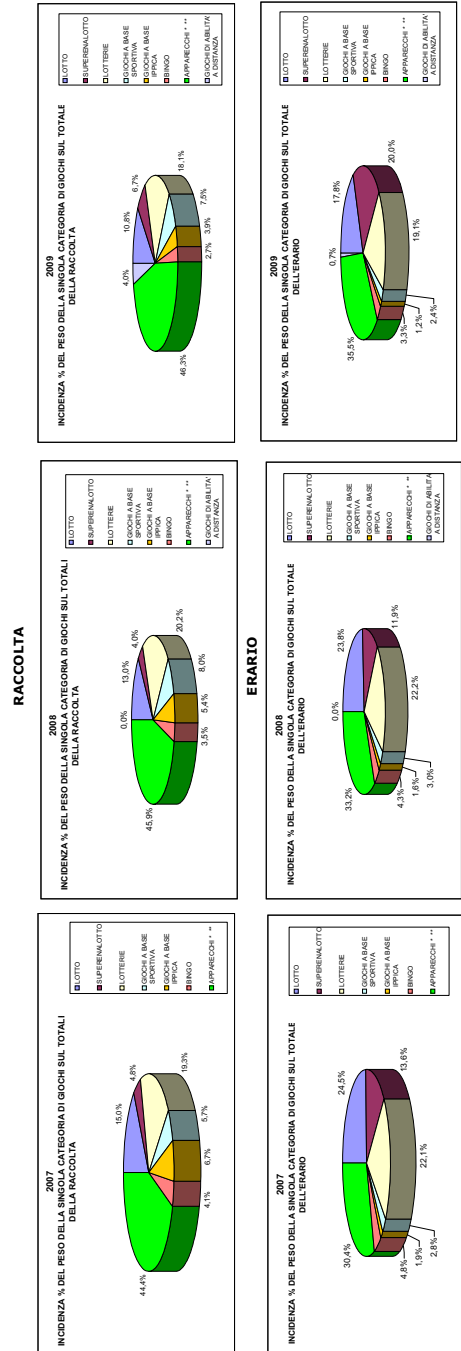 RACCOLTA
2007
INCIDENZA % DEL PESO DELLA SINGOLA CATEGORIA DI GIOCHI SUL TOTALI
DELLA RACCOLTA
15,0%
4,8%
19,3%
5,7%
6,7%
4,1%
44,4%
LOTTO
SUPERENALOTTO
LOTTERIE
GIOCHI A BASE
SPORTIVA
GIOCHI A BASE
IPPICA
BINGO
APPARECCHI * **
2008
INCIDENZA % DEL PESO DELLA SINGOLA CATEGORIA DI GIOCHI SUL TOTALI
DELLA RACCOLTA
0,0%
13,0%
4,0%
20,2%
8,0%
5,4%
3,5%
45,9%
LOTTO
SUPERENALOTTO
LOTTERIE
GIOCHI A BASE
SPORTIVA
GIOCHI A BASE
IPPICA
BINGO
APPARECCHI * **
GIOCHI DI ABILITA'
A DISTANZA
2009
INCIDENZA % DEL PESO DELLA SINGOLA CATEGORIA DI GIOCHI SUL TOTALE
DELLA RACCOLTA
4,0%
10,8%
6,7%
18,1%
7,5%
3,9%
2,7%
46,3%
LOTTO
SUPERENALOTTO
LOTTERIE
GIOCHI A BASE
SPORTIVA
GIOCHI A BASE
IPPICA
BINGO
APPARECCHI * **
GIOCHI DI ABILITA'
A DISTANZA
ERARIO
2007
INCIDENZA % DEL PESO DELLA SINGOLA CATEGORIA DI GIOCHI SUL TOTALE
DELL'ERARIO
24,5%
13,6%
22,1%
2,8%
1,9%
4,8%
30,4%
LOTTO
SUPERENALOTTO
LOTTERIE
GIOCHI A BASE
SPORTIVA
GIOCHI A BASE
IPPICA
BINGO
APPARECCHI * **
2008
INCIDENZA % DEL PESO DELLA SINGOLA CATEGORIA DI GIOCHI SUL TOTALE
DELL'ERARIO
0,0%
23,8%
11,9%
22,2%
3,0%
1,6%
4,3%
33,2%
LOTTO
SUPERENALOTTO
LOTTERIE
GIOCHI A BASE
SPORTIVA
GIOCHI A BASE
IPPICA
BINGO
APPARECCHI * **
GIOCHI DI ABILITA
A DISTANZA
2009
INCIDENZA % DEL PESO DELLA SINGOLA CATEGORIA DI GIOCHI SUL TOTALE
DELL'ERARIO
0,7%
17,8%
20,0%
19,1%
2,4%
1,2%
3,3%
35,5%
LOTTO
SUPERENALOTTO
LOTTERIE
GIOCHI A BASE
SPORTIVA
GIOCHI A BASE
IPPICA
BINGO
APPARECCHI * **
GIOCHI DI ABILITA'
A DISTANZA